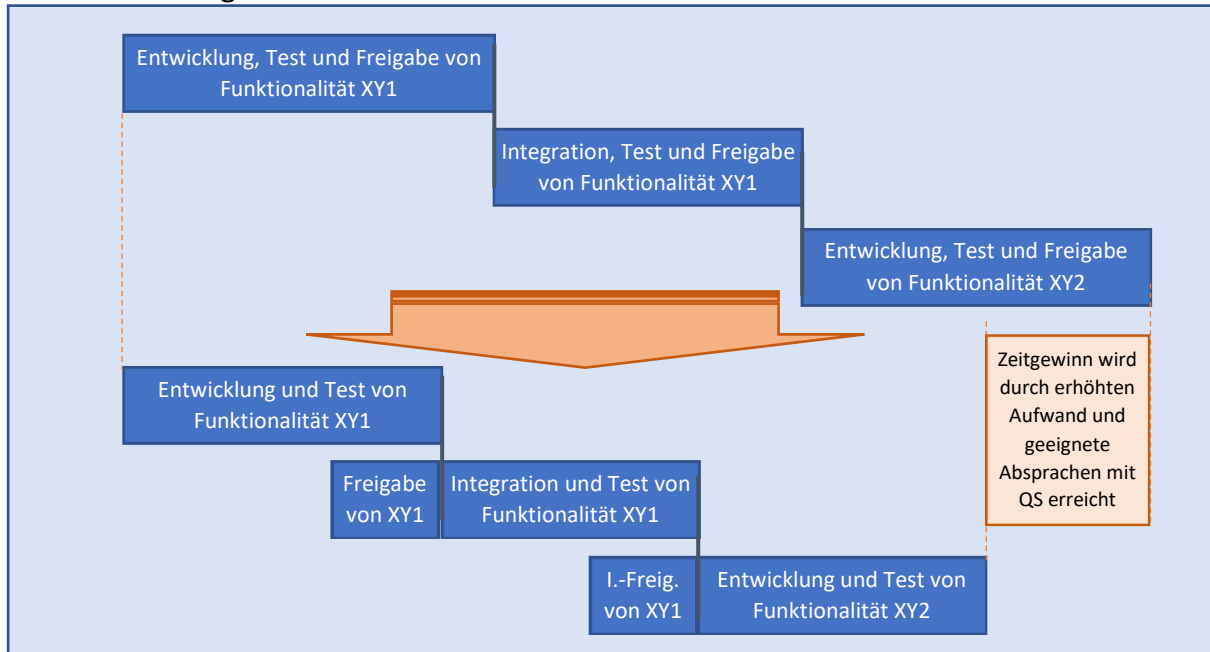 Entwicklung, Test und Freigabe von
Funktionalität XY1
Integration, Test und Freigabe
von Funktionalität XY1
Entwicklung, Test und Freigabe
von Funktionalität XY2
Zeitgewinn wird
durch erhöhten
Aufwand und
geeignete
Absprachen mit
QS erreicht
Entwicklung und Test von
Funktionalität XY1
Freigabe
von XY1
Integration und Test von
Funktionalität XY1
I.-Freig.
von XY1
Entwicklung und Test von
Funktionalität XY2